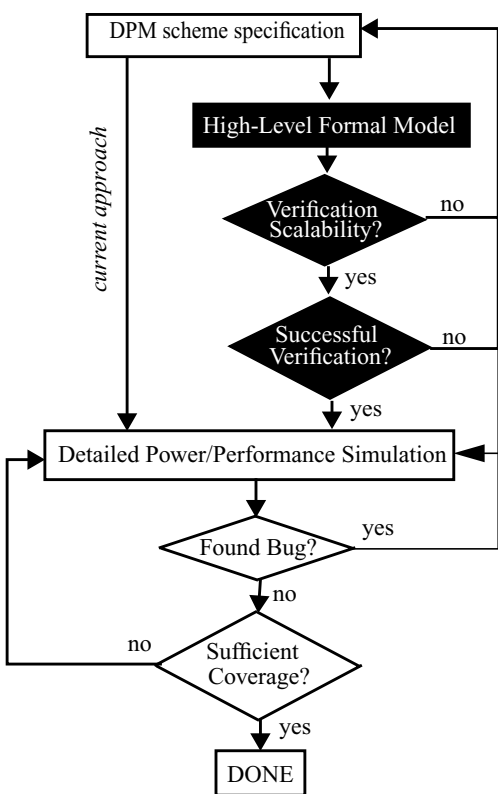 DPM scheme specification
current approach
High-Level Formal Model
Verification
Scalability?
no
yes
Successful
Verification?
no
yes
Detailed Power/Performance Simulation
Found Bug?
yes
no
no
Sufficient
Coverage?
yes
DONE